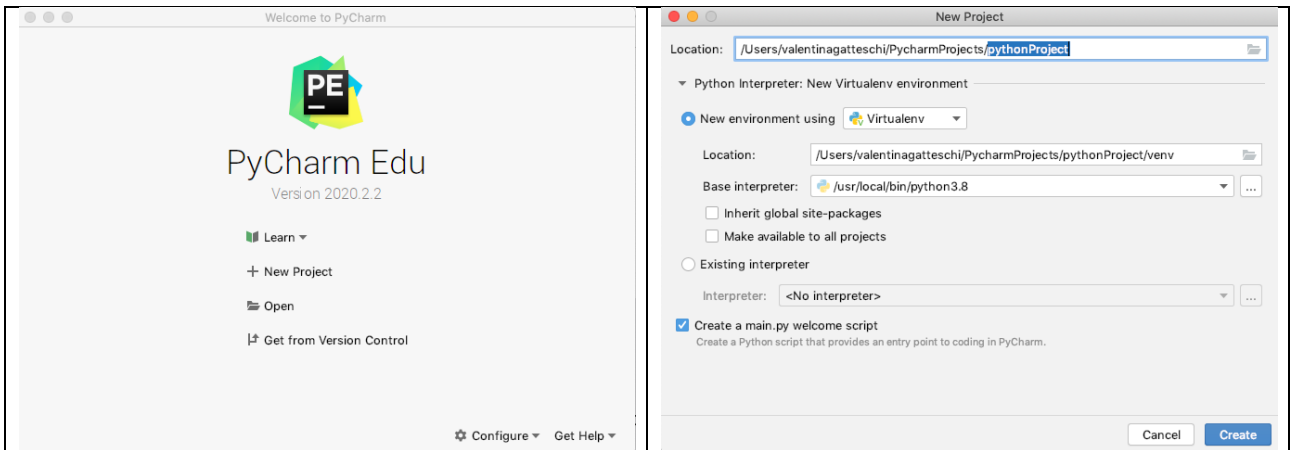 Welcome to PyCharm
PE
PyCharm Edu
Version 2020.2.2
Learn
New Project
Open
Get from Version Control
Configure
Get Help
New Project
Location: /Users/valentinagatteschi/PycharmProjects/pythonProject
Python Interpreter: New Virtualenv environment
New environment using Virtualenv
Location: /Users/valentinagatteschi/PycharmProjects/pythonProject/venv
Base interpreter: /usr/local/bin/python3.8 ...
Inherit global site-packages
Make available to all projects
Existing interpreter
Interpreter: <No interpreter> ...
Create a main.py welcome script
Create a Python script that provides an entry point to coding in PyCharm.
Cancel Create